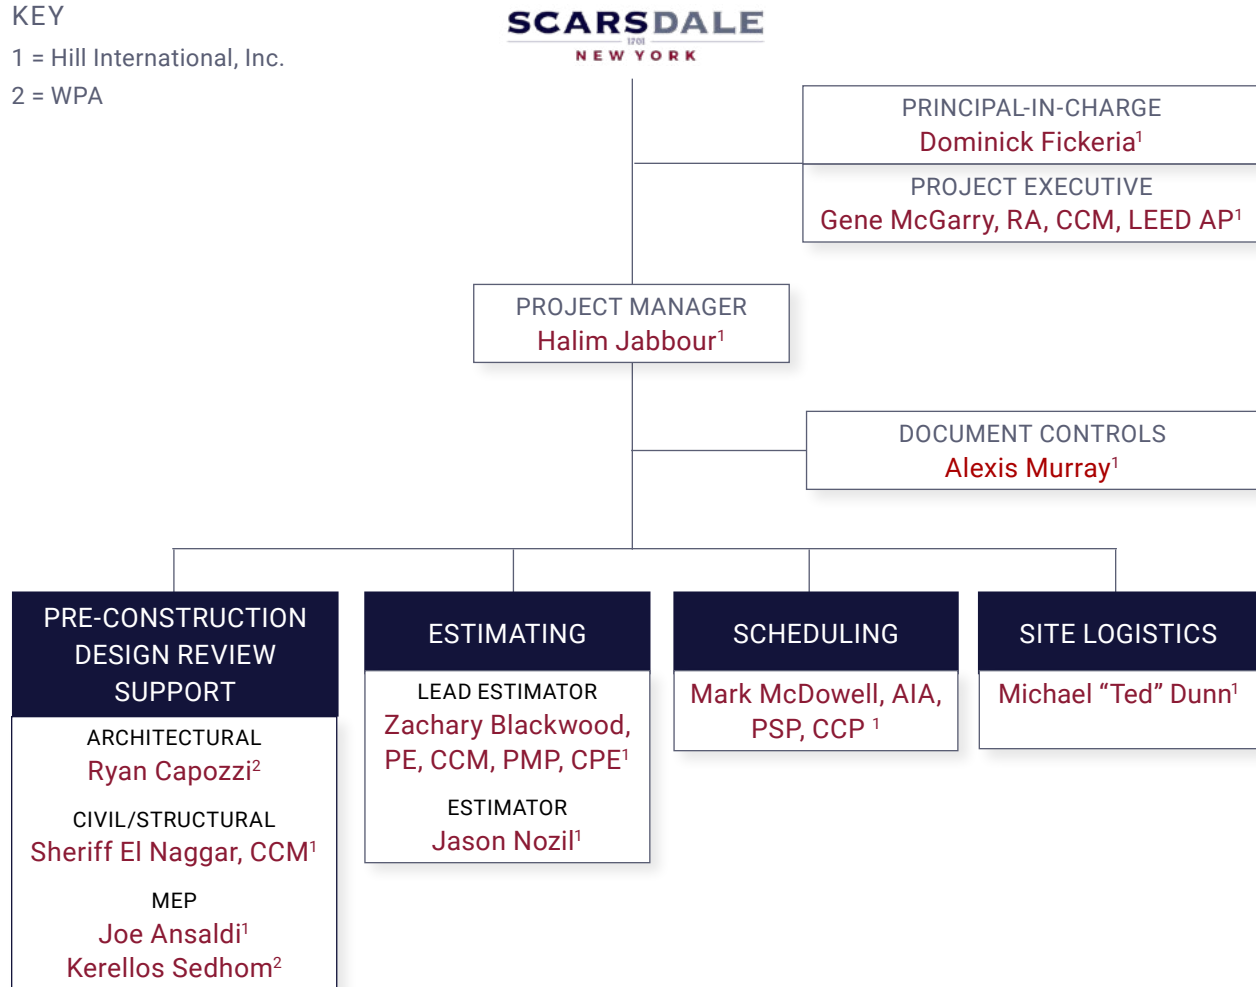 KEY
1 = Hill International, Inc.
2 = WPA
SCARSDALE
1701
NEW YORK
PRINCIPAL-IN-CHARGE
Dominick Fickeria¹
PROJECT EXECUTIVE
Gene McGarry, RA, CCM, LEED AP¹
PROJECT MANAGER
Halim Jabbour¹
DOCUMENT CONTROLS
Alexis Murray¹
PRE-CONSTRUCTION
DESIGN REVIEW
SUPPORT
ARCHITECTURAL
Ryan Capozzi²
CIVIL/STRUCTURAL
Sheriff El Naggar, CCM¹
MEP
Joe Ansaldi¹
Kerellos Sedhom²
ESTIMATING
LEAD ESTIMATOR
Zachary Blackwood,
PE, CCM, PMP, CPE¹
ESTIMATOR
Jason Nozil¹
SCHEDULING
Mark McDowell, AIA,
PSP, CCP ¹
SITE LOGISTICS
Michael “Ted” Dunn¹